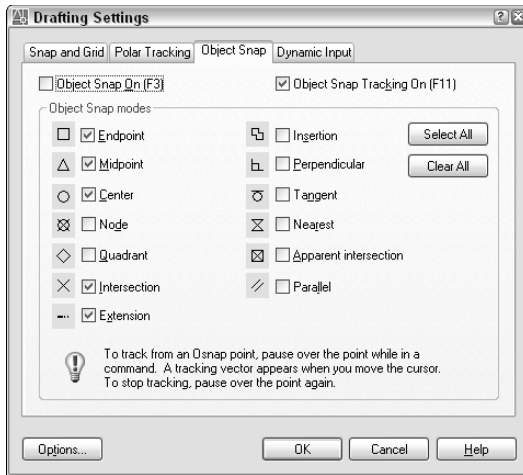 Drafting Settings
Snap and Grid Polar Tracking Object Snap Dynamic Input
Object Snap On (F3) Object Snap Tracking On (F11)
Object Snap modes
Endpoint Insertion Select All
Midpoint Perpendicular Clear All
Center Tangent
Node Nearest
Quadrant Apparent intersection
Intersection Parallel
Extension
To track from an Osnap point, pause over the point while in a
command. A tracking vector appears when you move the cursor.
To stop tracking, pause over the point again.
Options... OK Cancel Help